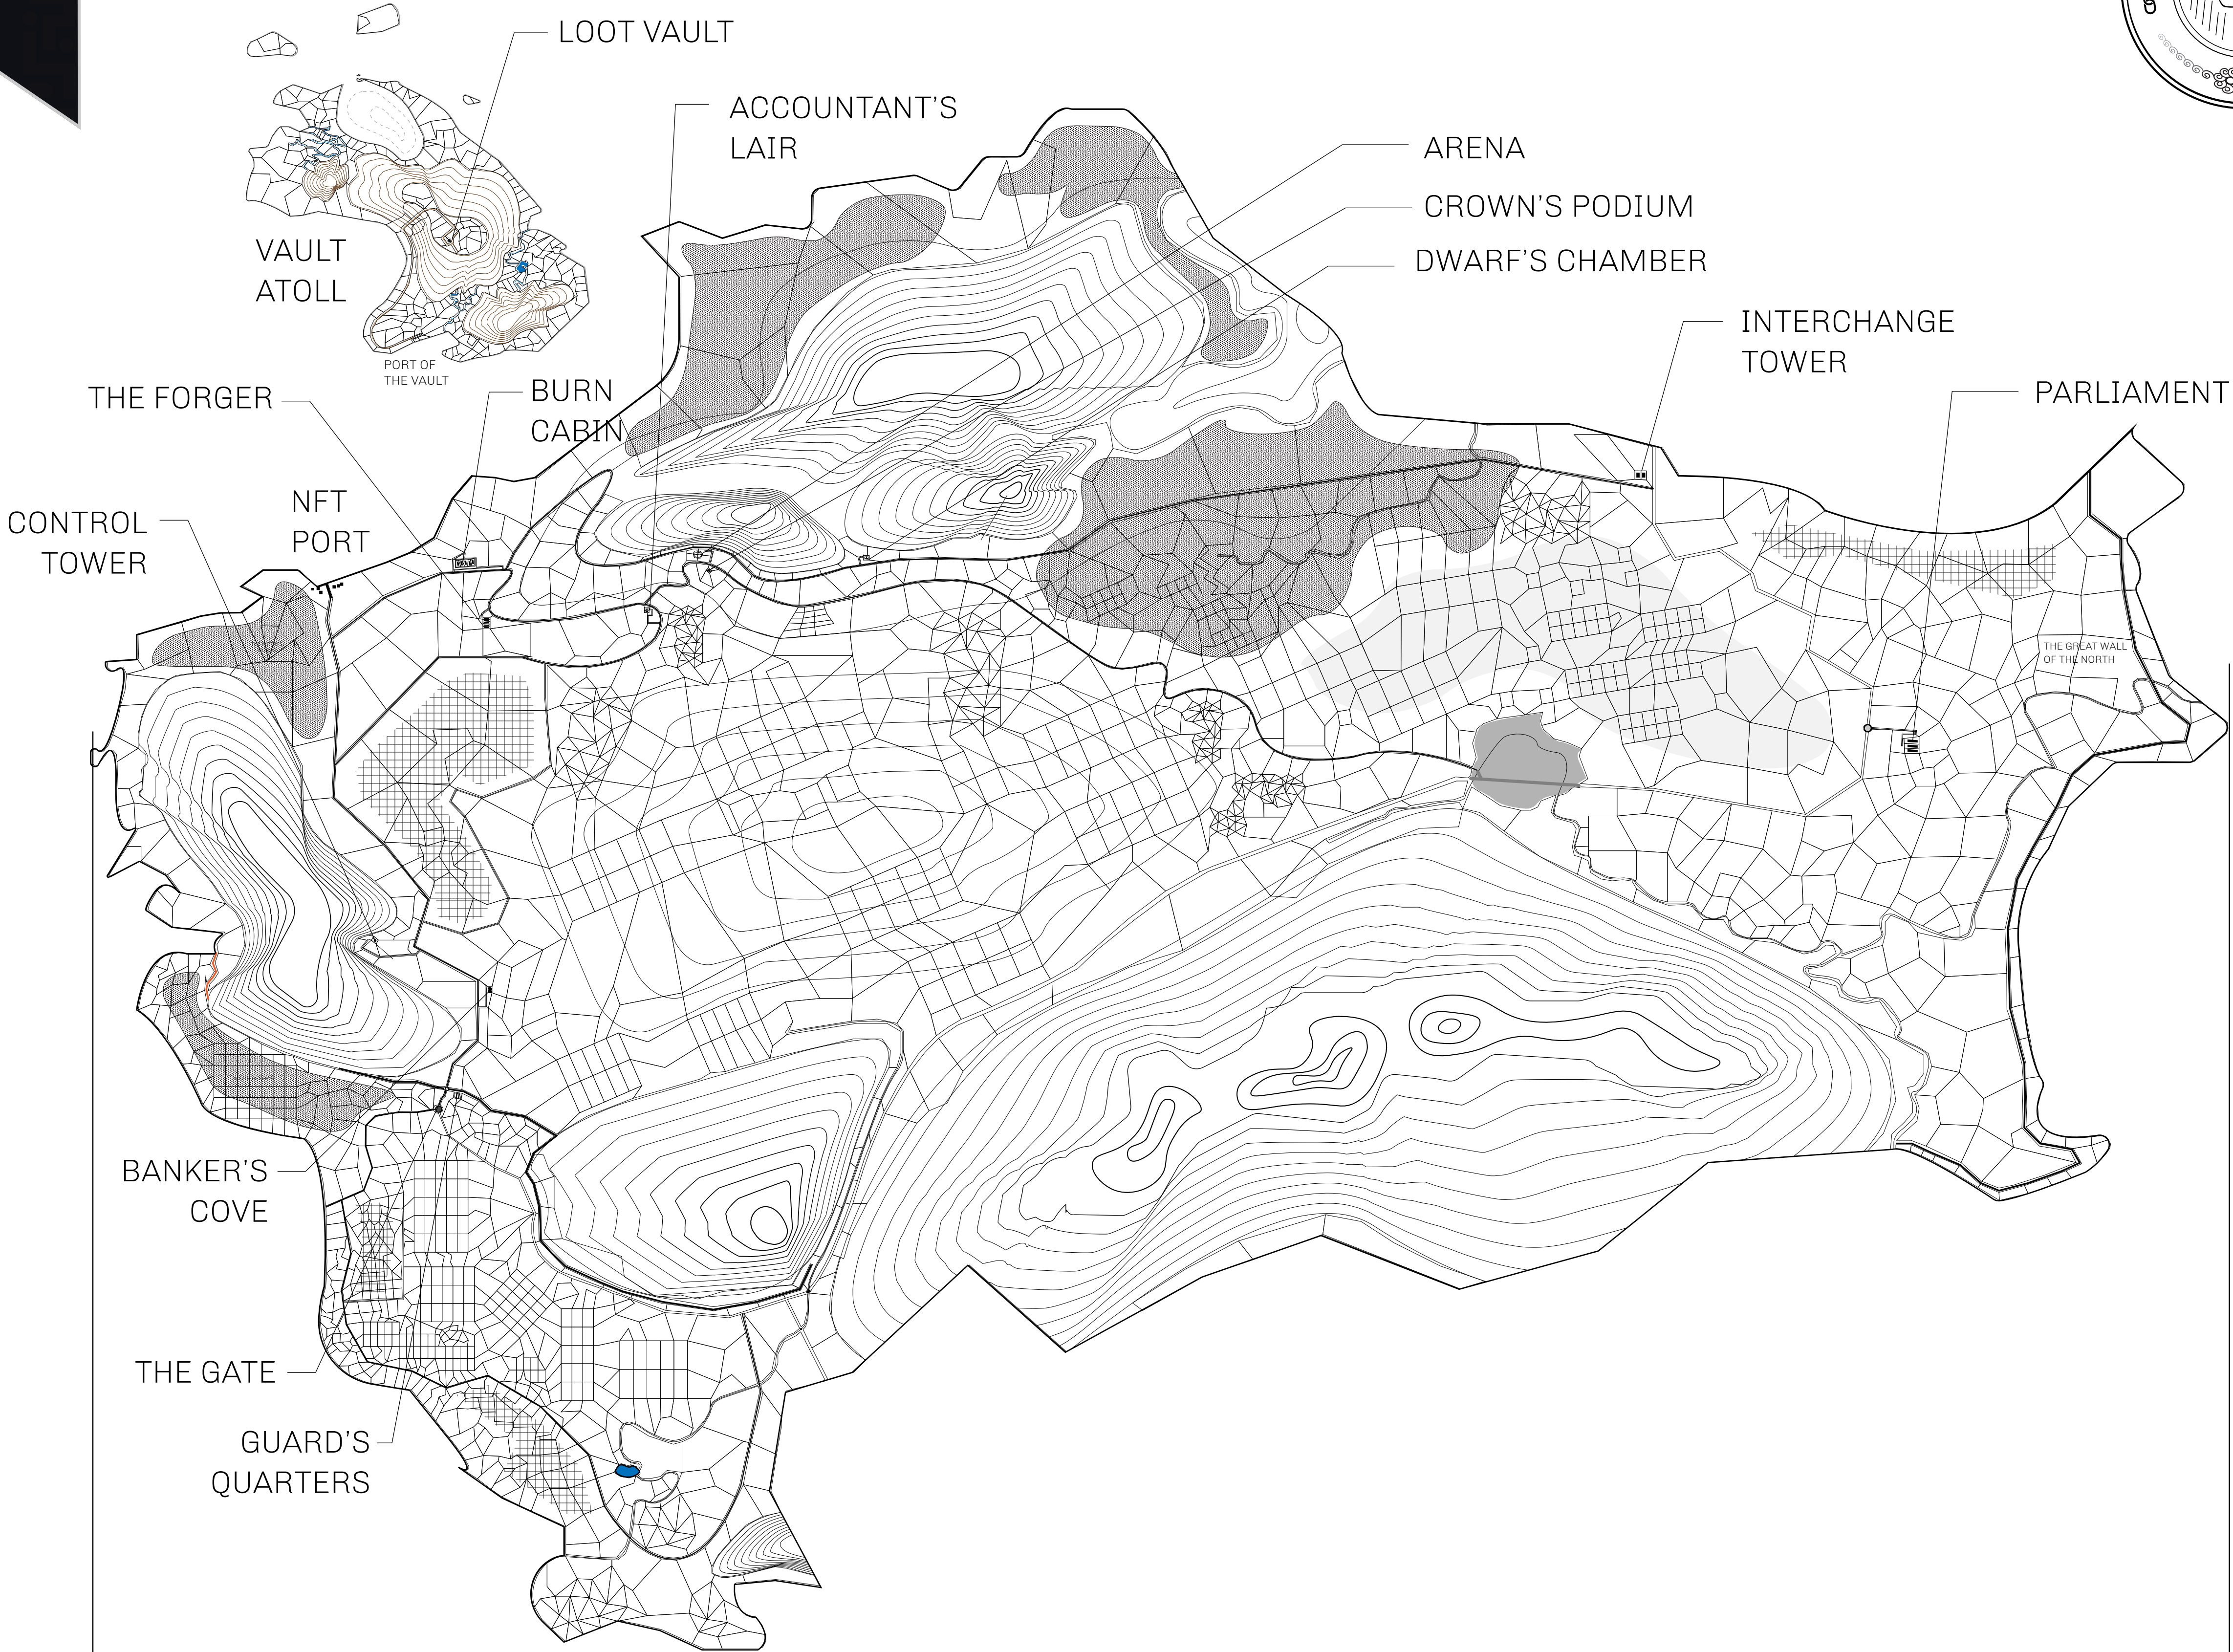 LOOT VAULT
ACCOUNTANT'S
LAIR
ARENA
CROWN'S PODIUM
DWARF'S CHAMBER
VAULT
ATOLL
INTERCHANGE
TOWER
PORT OF
THE VAULT
THE FORGER
BURN
CABIN
PARLIAMENT
NFT
PORT
CONTROL
TOWER
THE GREAT WALL
OF THE NORTH
BANKER'S
COVE
THE GATE
GUARD'S
QUARTERS